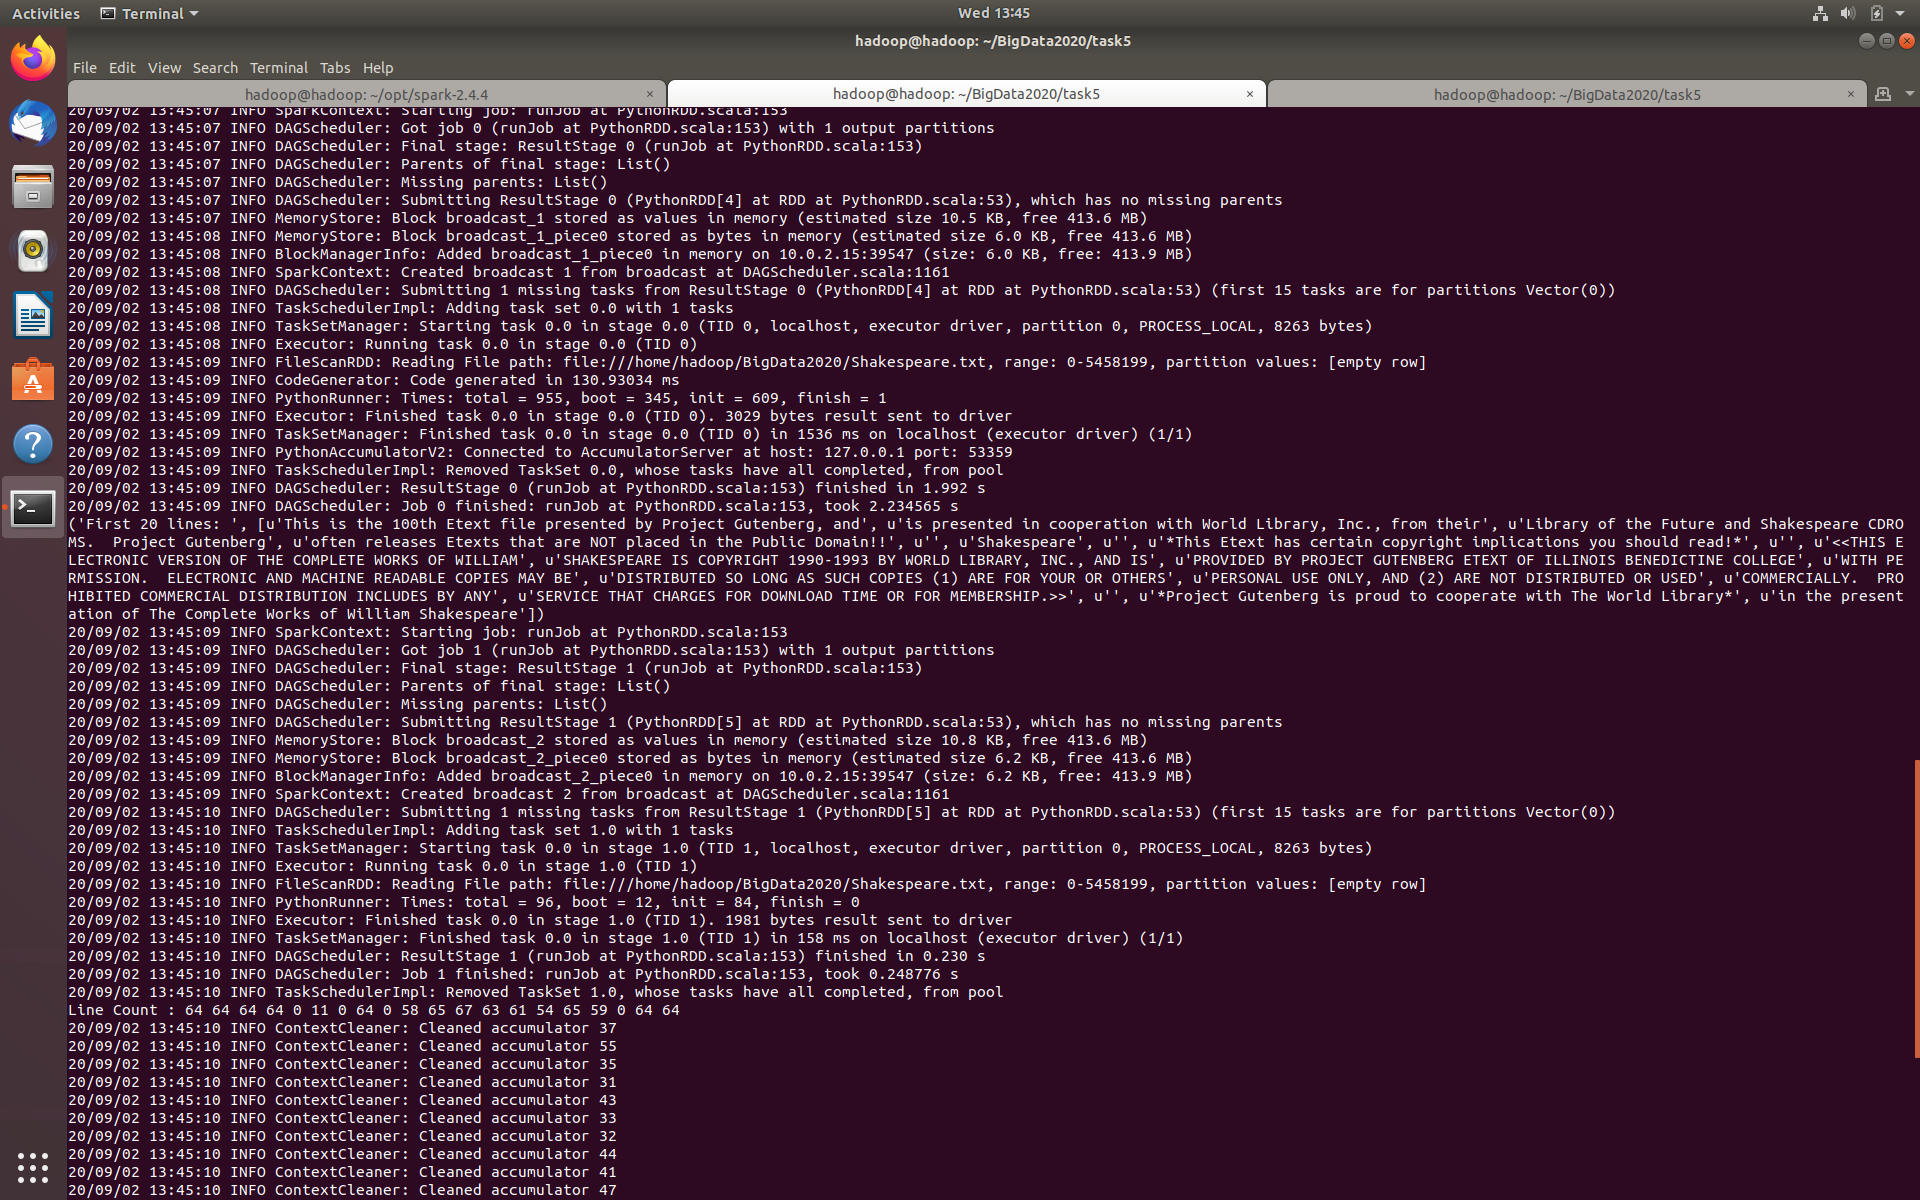 Activities
Terminal
Wed 13:45
hadoop@hadoop: ~/BigData2020/task5
File Edit View Search Terminal Tabs Help
hadoop@hadoop: ~/opt/spark-2.4.4 ×
hadoop@hadoop: ~/BigData2020/task5 ×
hadoop@hadoop: ~/BigData2020/task5 ×
20/09/02 13:45:07 INFO SparkContext: Starting job: runJob at PythonRDD.scala:153
20/09/02 13:45:07 INFO DAGScheduler: Got job 0 (runJob at PythonRDD.scala:153) with 1 output partitions
20/09/02 13:45:07 INFO DAGScheduler: Final stage: ResultStage 0 (runJob at PythonRDD.scala:153)
20/09/02 13:45:07 INFO DAGScheduler: Parents of final stage: List()
20/09/02 13:45:07 INFO DAGScheduler: Missing parents: List()
20/09/02 13:45:07 INFO DAGScheduler: Submitting ResultStage 0 (PythonRDD[4] at RDD at PythonRDD.scala:53), which has no missing parents
20/09/02 13:45:07 INFO MemoryStore: Block broadcast_1 stored as values in memory (estimated size 10.5 KB, free 413.6 MB)
20/09/02 13:45:08 INFO MemoryStore: Block broadcast_1_piece0 stored as bytes in memory (estimated size 6.0 KB, free 413.6 MB)
20/09/02 13:45:08 INFO BlockManagerInfo: Added broadcast_1_piece0 in memory on 10.0.2.15:39547 (size: 6.0 KB, free: 413.9 MB)
20/09/02 13:45:08 INFO SparkContext: Created broadcast 1 from broadcast at DAGScheduler.scala:1161
20/09/02 13:45:08 INFO DAGScheduler: Submitting 1 missing tasks from ResultStage 0 (PythonRDD[4] at RDD at PythonRDD.scala:53) (first 15 tasks are for partitions Vector(0))
20/09/02 13:45:08 INFO TaskSchedulerImpl: Adding task set 0.0 with 1 tasks
20/09/02 13:45:08 INFO TaskSetManager: Starting task 0.0 in stage 0.0 (TID 0, localhost, executor driver, partition 0, PROCESS_LOCAL, 8263 bytes)
20/09/02 13:45:08 INFO Executor: Running task 0.0 in stage 0.0 (TID 0)
20/09/02 13:45:09 INFO FileScanRDD: Reading File path: file:///home/hadoop/BigData2020/Shakespeare.txt, range: 0-5458199, partition values: [empty row]
20/09/02 13:45:09 INFO CodeGenerator: Code generated in 130.93034 ms
20/09/02 13:45:09 INFO PythonRunner: Times: total = 955, boot = 345, init = 609, finish = 1
20/09/02 13:45:09 INFO Executor: Finished task 0.0 in stage 0.0 (TID 0). 3029 bytes result sent to driver
20/09/02 13:45:09 INFO TaskSetManager: Finished task 0.0 in stage 0.0 (TID 0) in 1536 ms on localhost (executor driver) (1/1)
20/09/02 13:45:09 INFO PythonAccumulatorV2: Connected to AccumulatorServer at host: 127.0.0.1 port: 53359
20/09/02 13:45:09 INFO TaskSchedulerImpl: Removed TaskSet 0.0, whose tasks have all completed, from pool
20/09/02 13:45:09 INFO DAGScheduler: ResultStage 0 (runJob at PythonRDD.scala:153) finished in 1.992 s
20/09/02 13:45:09 INFO DAGScheduler: Job 0 finished: runJob at PythonRDD.scala:153, took 2.234565 s
('First 20 lines: ', [u'This is the 100th Etext file presented by Project Gutenberg, and', u'is presented in cooperation with World Library, Inc., from their', u'Library of the Future and Shakespeare CDRO
MS.  Project Gutenberg', u'often releases Etexts that are NOT placed in the Public Domain!!', u'', u'Shakespeare', u'', u'*This Etext has certain copyright implications you should read!*', u'', u'<<THIS E
LECTRONIC VERSION OF THE COMPLETE WORKS OF WILLIAM', u'SHAKESPEARE IS COPYRIGHT 1990-1993 BY WORLD LIBRARY, INC., AND IS', u'PROVIDED BY PROJECT GUTENBERG ETEXT OF ILLINOIS BENEDICTINE COLLEGE', u'WITH PE
RMISSION.  ELECTRONIC AND MACHINE READABLE COPIES MAY BE', u'DISTRIBUTED SO LONG AS SUCH COPIES (1) ARE FOR YOUR OR OTHERS', u'PERSONAL USE ONLY, AND (2) ARE NOT DISTRIBUTED OR USED', u'COMMERCIALLY.  PRO
HIBITED COMMERCIAL DISTRIBUTION INCLUDES BY ANY', u'SERVICE THAT CHARGES FOR DOWNLOAD TIME OR FOR MEMBERSHIP.>>', u'', u'*Project Gutenberg is proud to cooperate with The World Library*', u'in the present
ation of The Complete Works of William Shakespeare'])
20/09/02 13:45:09 INFO SparkContext: Starting job: runJob at PythonRDD.scala:153
20/09/02 13:45:09 INFO DAGScheduler: Got job 1 (runJob at PythonRDD.scala:153) with 1 output partitions
20/09/02 13:45:09 INFO DAGScheduler: Final stage: ResultStage 1 (runJob at PythonRDD.scala:153)
20/09/02 13:45:09 INFO DAGScheduler: Parents of final stage: List()
20/09/02 13:45:09 INFO DAGScheduler: Missing parents: List()
20/09/02 13:45:09 INFO DAGScheduler: Submitting ResultStage 1 (PythonRDD[5] at RDD at PythonRDD.scala:53), which has no missing parents
20/09/02 13:45:09 INFO MemoryStore: Block broadcast_2 stored as values in memory (estimated size 10.8 KB, free 413.6 MB)
20/09/02 13:45:09 INFO MemoryStore: Block broadcast_2_piece0 stored as bytes in memory (estimated size 6.2 KB, free 413.6 MB)
20/09/02 13:45:09 INFO BlockManagerInfo: Added broadcast_2_piece0 in memory on 10.0.2.15:39547 (size: 6.2 KB, free: 413.9 MB)
20/09/02 13:45:09 INFO SparkContext: Created broadcast 2 from broadcast at DAGScheduler.scala:1161
20/09/02 13:45:10 INFO DAGScheduler: Submitting 1 missing tasks from ResultStage 1 (PythonRDD[5] at RDD at PythonRDD.scala:53) (first 15 tasks are for partitions Vector(0))
20/09/02 13:45:10 INFO TaskSchedulerImpl: Adding task set 1.0 with 1 tasks
20/09/02 13:45:10 INFO TaskSetManager: Starting task 0.0 in stage 1.0 (TID 1, localhost, executor driver, partition 0, PROCESS_LOCAL, 8263 bytes)
20/09/02 13:45:10 INFO Executor: Running task 0.0 in stage 1.0 (TID 1)
20/09/02 13:45:10 INFO FileScanRDD: Reading File path: file:///home/hadoop/BigData2020/Shakespeare.txt, range: 0-5458199, partition values: [empty row]
20/09/02 13:45:10 INFO PythonRunner: Times: total = 96, boot = 12, init = 84, finish = 0
20/09/02 13:45:10 INFO Executor: Finished task 0.0 in stage 1.0 (TID 1). 1981 bytes result sent to driver
20/09/02 13:45:10 INFO TaskSetManager: Finished task 0.0 in stage 1.0 (TID 1) in 158 ms on localhost (executor driver) (1/1)
20/09/02 13:45:10 INFO DAGScheduler: ResultStage 1 (runJob at PythonRDD.scala:153) finished in 0.230 s
20/09/02 13:45:10 INFO DAGScheduler: Job 1 finished: runJob at PythonRDD.scala:153, took 0.248776 s
20/09/02 13:45:10 INFO TaskSchedulerImpl: Removed TaskSet 1.0, whose tasks have all completed, from pool
Line Count : 64 64 64 64 0 11 0 64 0 58 65 67 63 61 54 65 59 0 64 64
20/09/02 13:45:10 INFO ContextCleaner: Cleaned accumulator 37
20/09/02 13:45:10 INFO ContextCleaner: Cleaned accumulator 55
20/09/02 13:45:10 INFO ContextCleaner: Cleaned accumulator 35
20/09/02 13:45:10 INFO ContextCleaner: Cleaned accumulator 31
20/09/02 13:45:10 INFO ContextCleaner: Cleaned accumulator 43
20/09/02 13:45:10 INFO ContextCleaner: Cleaned accumulator 33
20/09/02 13:45:10 INFO ContextCleaner: Cleaned accumulator 32
20/09/02 13:45:10 INFO ContextCleaner: Cleaned accumulator 44
20/09/02 13:45:10 INFO ContextCleaner: Cleaned accumulator 41
20/09/02 13:45:10 INFO ContextCleaner: Cleaned accumulator 47